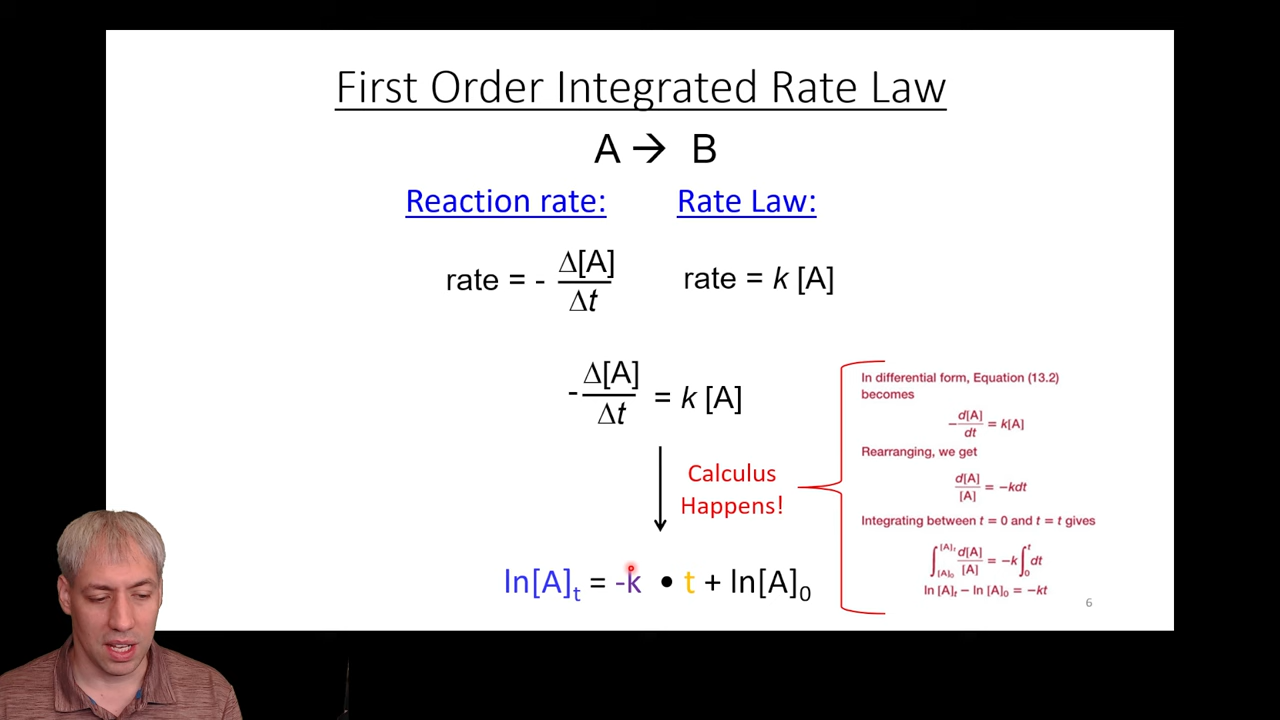 First Order Integrated Rate Law
A → B
Reaction rate: Rate Law:
rate = - Δ[A]/Δt rate = k [A]
-Δ[A]/Δt = k [A]
Calculus
Happens!
In differential form, Equation (13.2)
becomes
-d[A]/dt = k[A]
Rearranging, we get
d[A]/[A] = -kdt
Integrating between t = 0 and t = t gives
∫[A]₀^[A]ₜ d[A]/[A] = -k∫₀^t dt
ln [A]ₜ - ln [A]₀ = -kt
ln[A]ₜ = -k • t + ln[A]₀
6